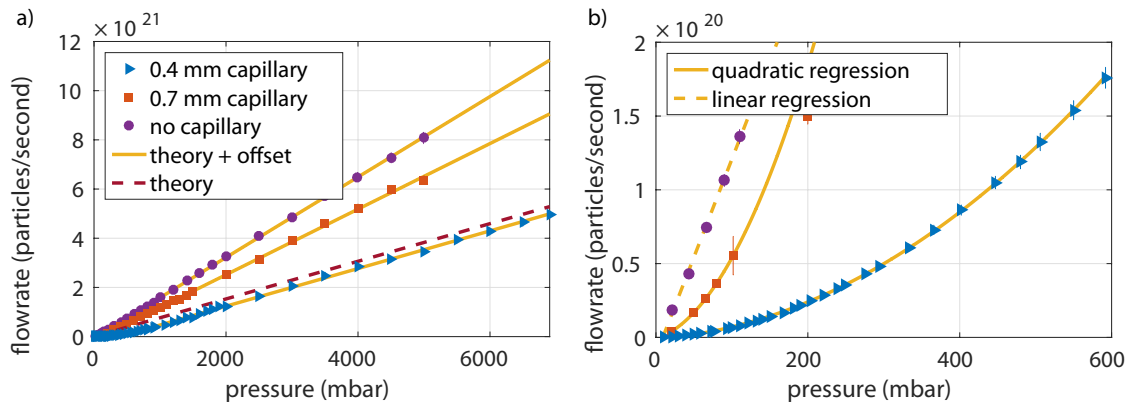 a)
× 10 21
12
10
8
6
4
2
0
0
2000
4000
6000
flowrate (particles/second)
pressure (mbar)
0.4 mm capillary
0.7 mm capillary
no capillary
theory + offset
theory
b)
× 10 20
2
1.5
1
0.5
0
200
400
600
flowrate (particles/second)
pressure (mbar)
quadratic regression
linear regression